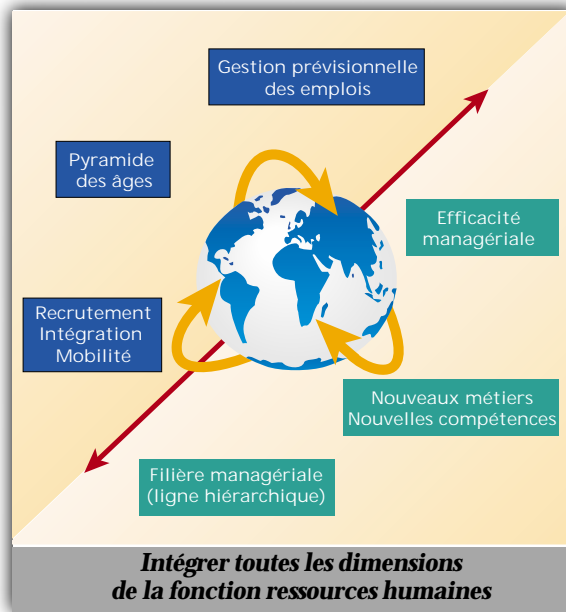 Gestion prévisionnelle
des emplois
Pyramide
des âges
Efficacité
managériale
Recrutement
Intégration
Mobilité
Nouveaux métiers
Nouvelles compétences
Filière managériale
(ligne hiérarchique)
Intégrer toutes les dimensions
de la fonction ressources humaines